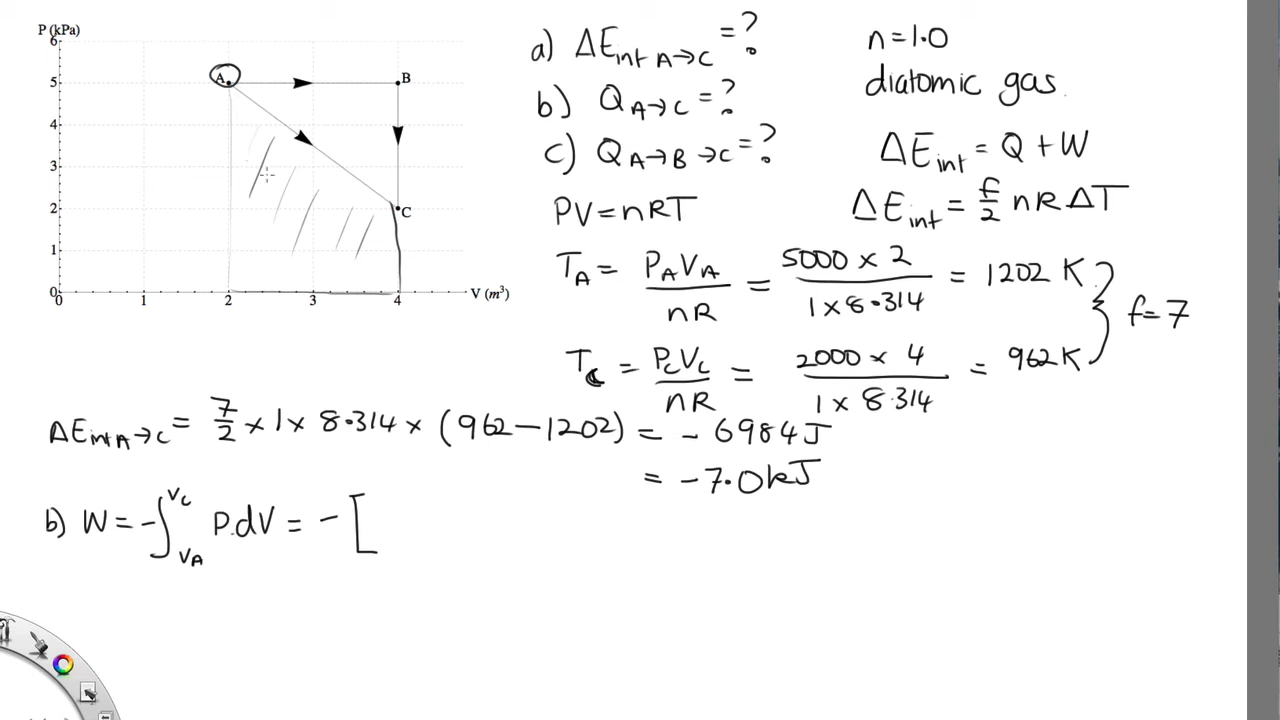 P (kPa)
6
5
4
3
2
1
0
0 1 2 3 4
V (m³)
A
B
C
a) ΔE_int A→C = ?
b) Q_A→C = ?
c) Q_A→B→C = ?
n = 1.0
diatomic gas.
ΔE_int = Q + W
ΔE_int = f/2 nRΔT
PV = nRT
T_A = P_A V_A / nR = 5000 × 2 / 1 × 8.314 = 1202 K
T_C = P_C V_C / nR = 2000 × 4 / 1 × 8.314 = 962 K
} f = 7
ΔE_int A→C = 7/2 × 1 × 8.314 × (962 − 1202) = − 6984 J
= − 7.0 kJ
b) W = −∫_{V_A}^{V_C} P.dV = − [